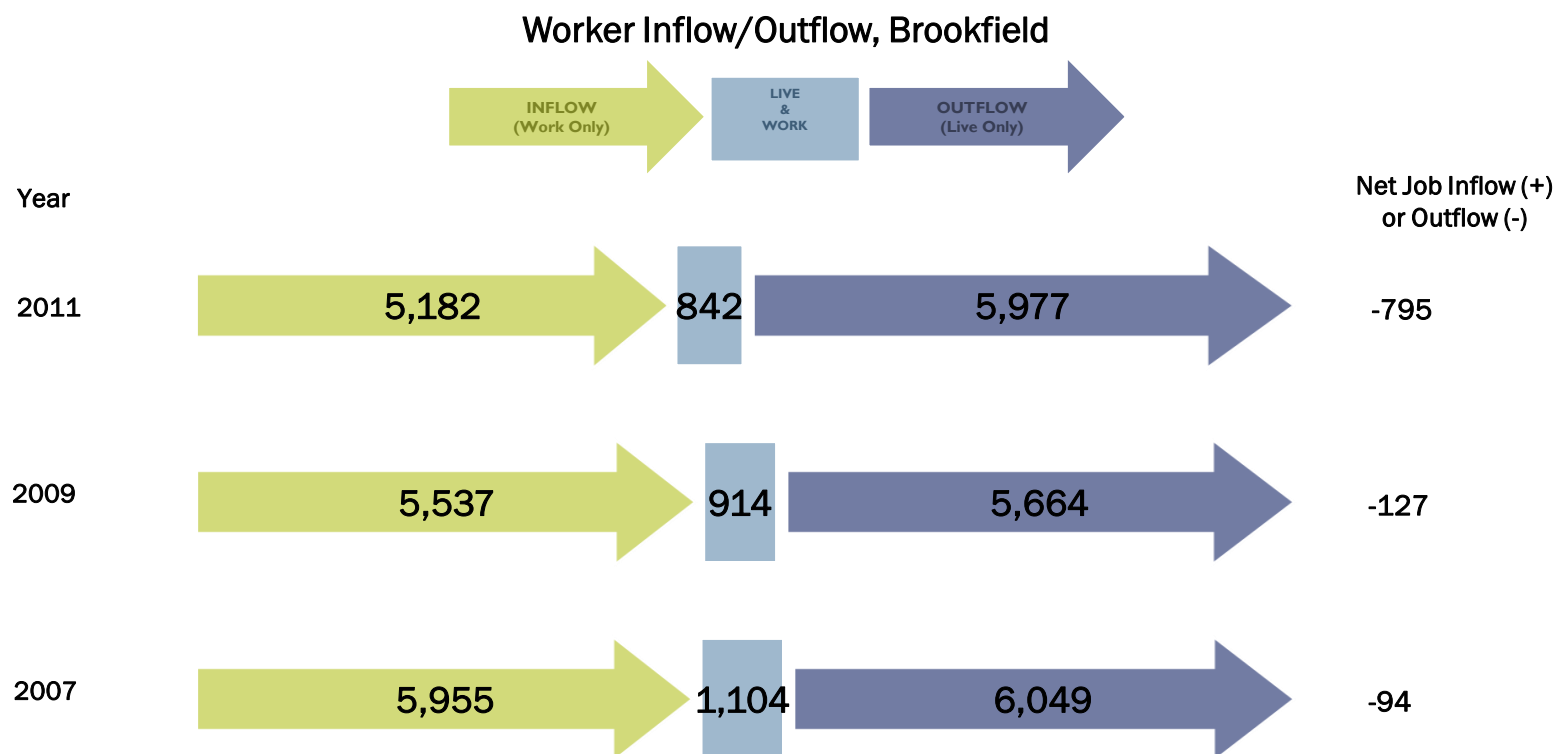 Worker Inflow/Outflow, Brookfield
INFLOW
(Work Only)
LIVE
&
WORK
OUTFLOW
(Live Only)
Year
Net Job Inflow (+)
or Outflow (-)
2011
5,182
842
5,977
-795
2009
5,537
914
5,664
-127
2007
5,955
1,104
6,049
-94